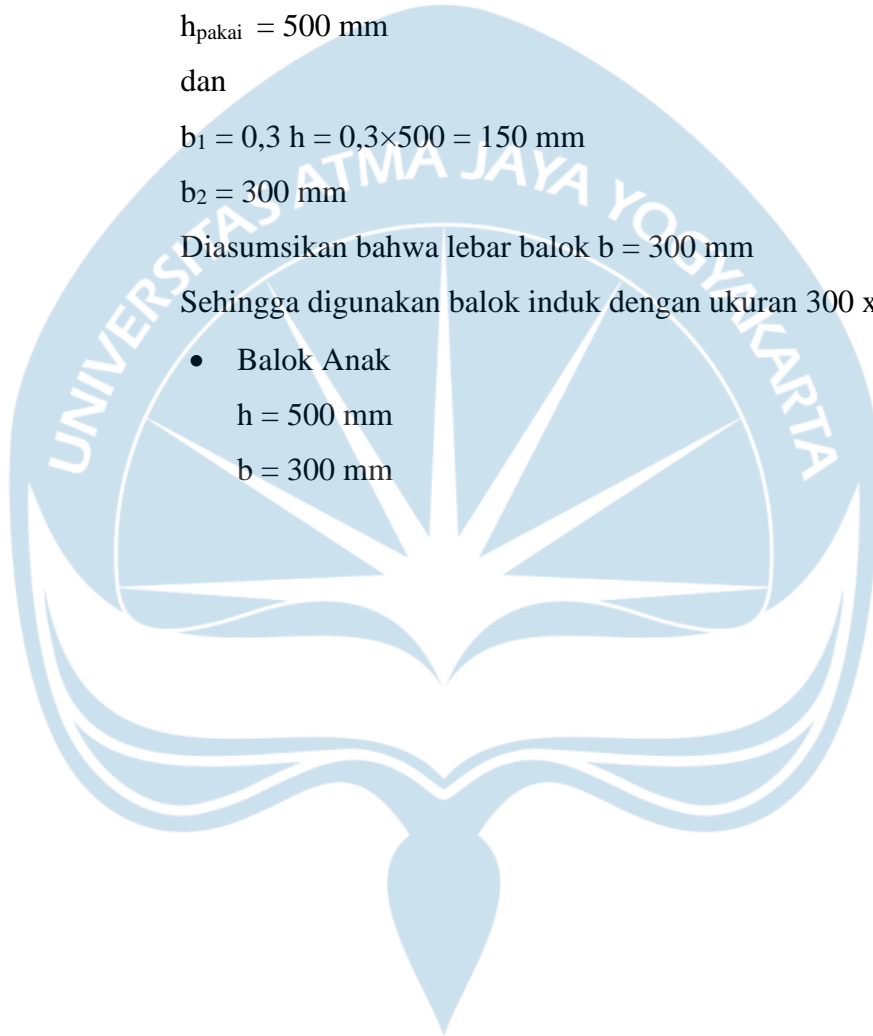 h_pakai = 500 mm
dan
b₁ = 0,3 h = 0,3×500 = 150 mm
b₂ = 300 mm
UNIVERSITAS ATMA JAYA YOGYAKARTA
Diasumsikan bahwa lebar balok b = 300 mm
Sehingga digunakan balok induk dengan ukuran 300 x
• Balok Anak
h = 500 mm
b = 300 mm